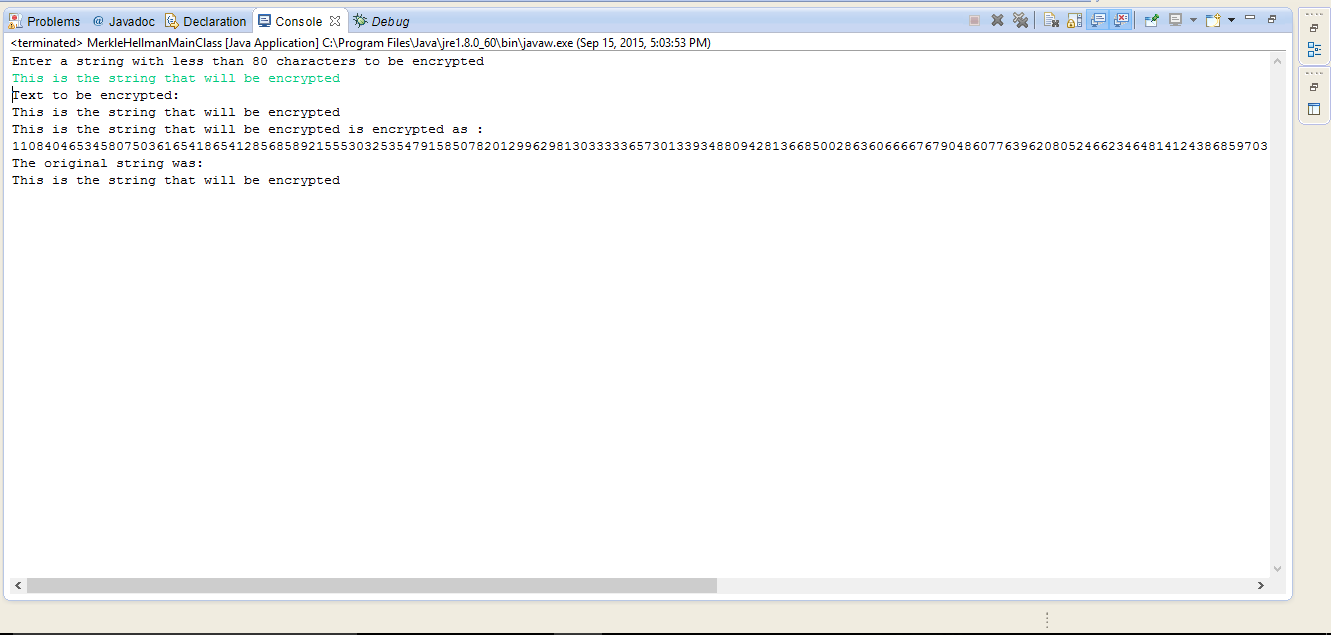 Problems @ Javadoc Declaration Console Debug
<terminated> MerkleHellmanMainClass [Java Application] C:\Program Files\Java\jre1.8.0_60\bin\javaw.exe (Sep 15, 2015, 5:03:53 PM)
Enter a string with less than 80 characters to be encrypted
This is the string that will be encrypted
Text to be encrypted:
This is the string that will be encrypted
This is the string that will be encrypted is encrypted as :
1108404653458075036165418654128568589215553032535479158507820129962981303333365730133934880942813668500286360666676790486077639620805246623464814124386859703
The original string was:
This is the string that will be encrypted